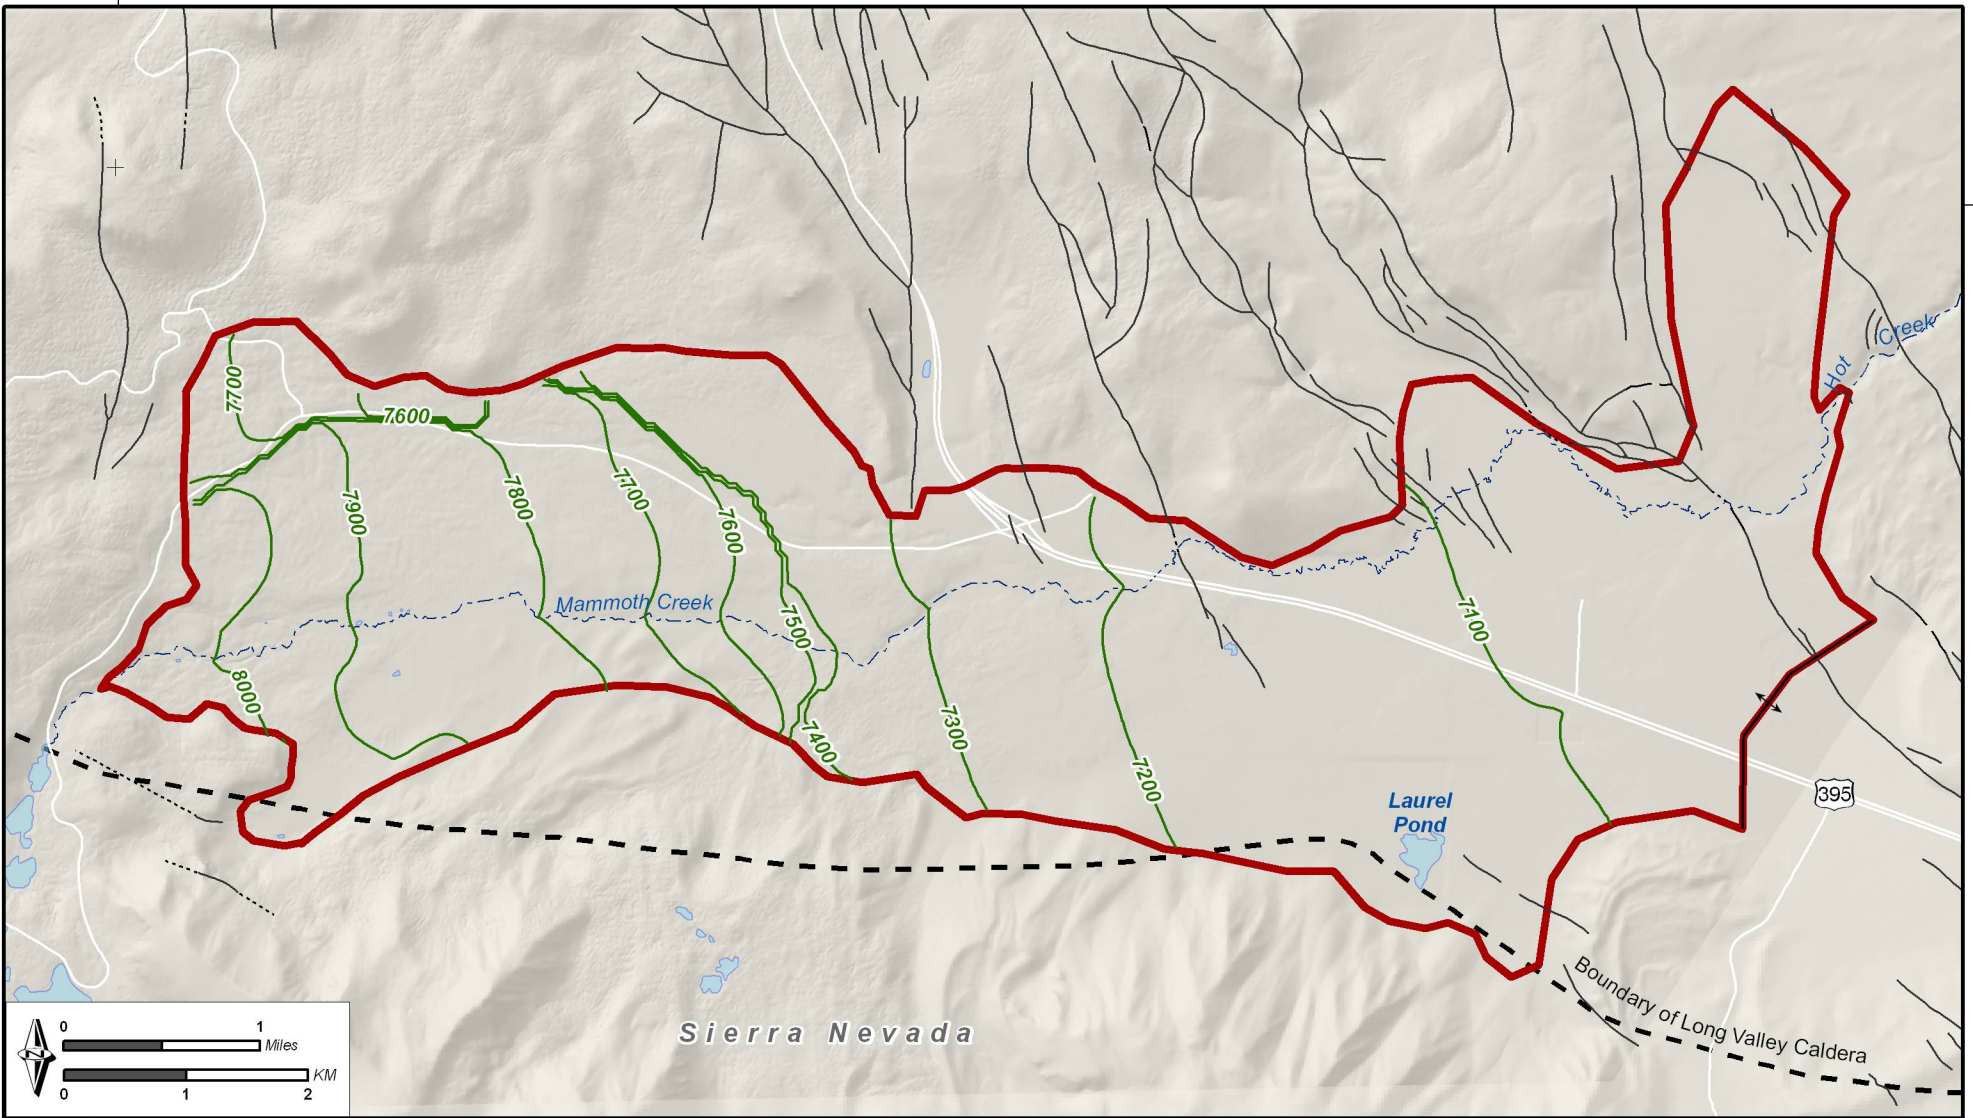 Hot
Creek
7700
7600
7900
7800
7700
7600
Mammoth Creek
7500
7100
8000
7300
7400
7200
395
Laurel
Pond
Boundary of Long Valley Caldera
Sierra Nevada
0 1
Miles
KM
0 1 2
N